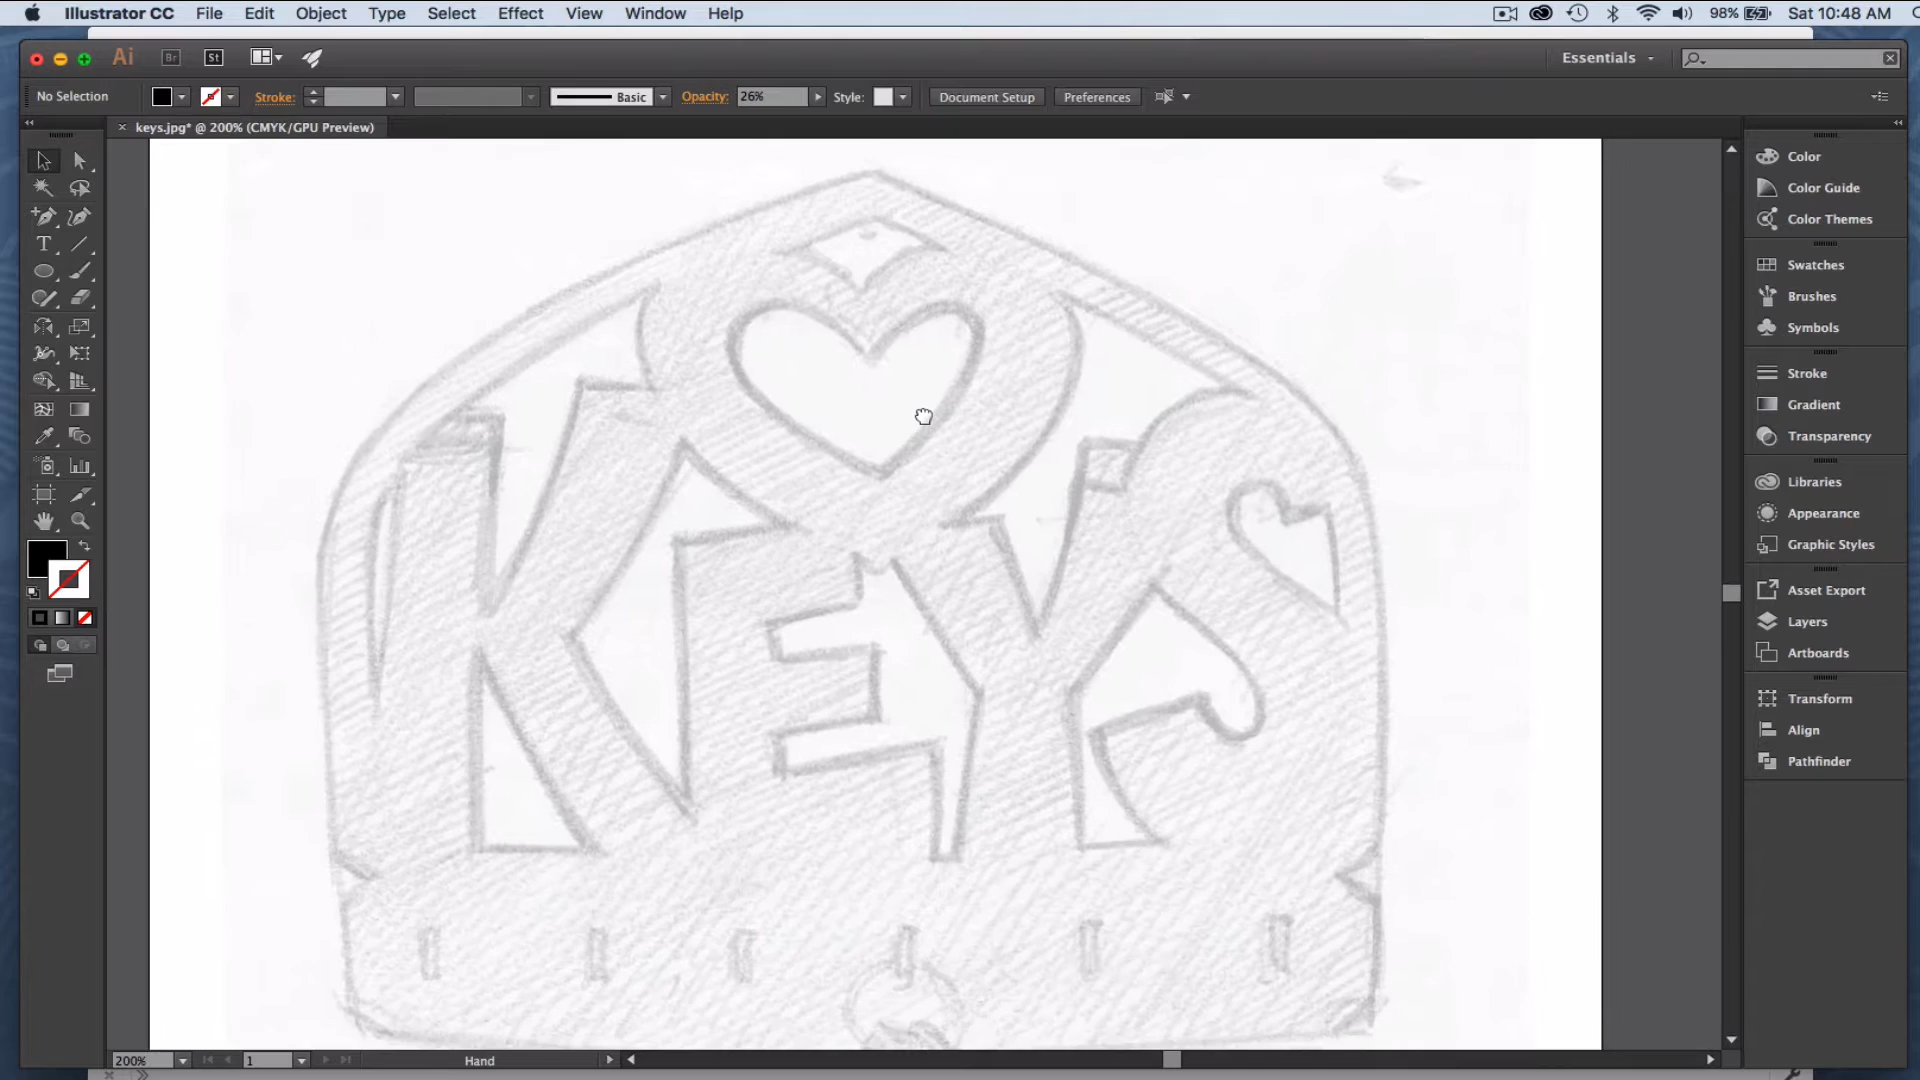 Illustrator CC File Edit Object Type Select Effect View Window Help 98% Sat 10:48 AM
Ai Br St Essentials
No Selection Stroke: Basic Opacity: 26% Style: Document Setup Preferences
× keys.jpg* @ 200% (CMYK/GPU Preview)
Color
Color Guide
Color Themes
Swatches
Brushes
Symbols
Stroke
Gradient
Transparency
Libraries
Appearance
Graphic Styles
Asset Export
Layers
Artboards
Transform
Align
Pathfinder
KEYS
200% 1 Hand